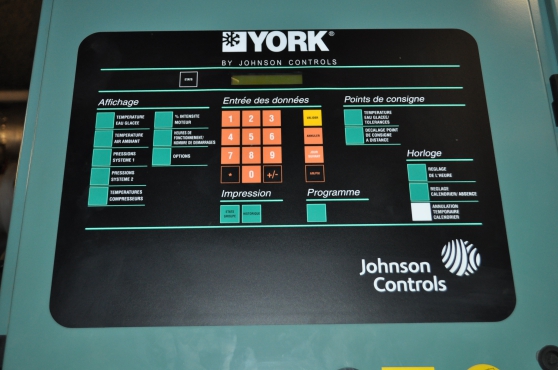 YORK®
BY JOHNSON CONTROLS
ETATS
Affichage
TEMPERATURE
EAU GLACEE
TEMPERATURE
AIR AMBIANT
PRESSIONS
SYSTEME 1
PRESSIONS
SYSTEME 2
TEMPERATURES
COMPRESSEURS
% INTENSITE
MOTEUR
HEURES DE
FONCTIONNEMENT/
NOMBRE DE DEMARRAGES
OPTIONS
Entrée des données
1 2 3
4 5 6
7 8 9
• 0 +/-
VALIDER
ANNULER
Points de consigne
TEMPERATURE
EAU GLACEE/
TOLERANCES
DECALAGE POINT
DE CONSIGNE
A DISTANCE
Horloge
REGLAGE
DE L'HEURE
REGLAGE
CALENDRIER/ ABSENCE
ANNULATION
TEMPORAIRE
CALENDRIER
Impression
HISTORIQUE
Programme
Johnson
Controls